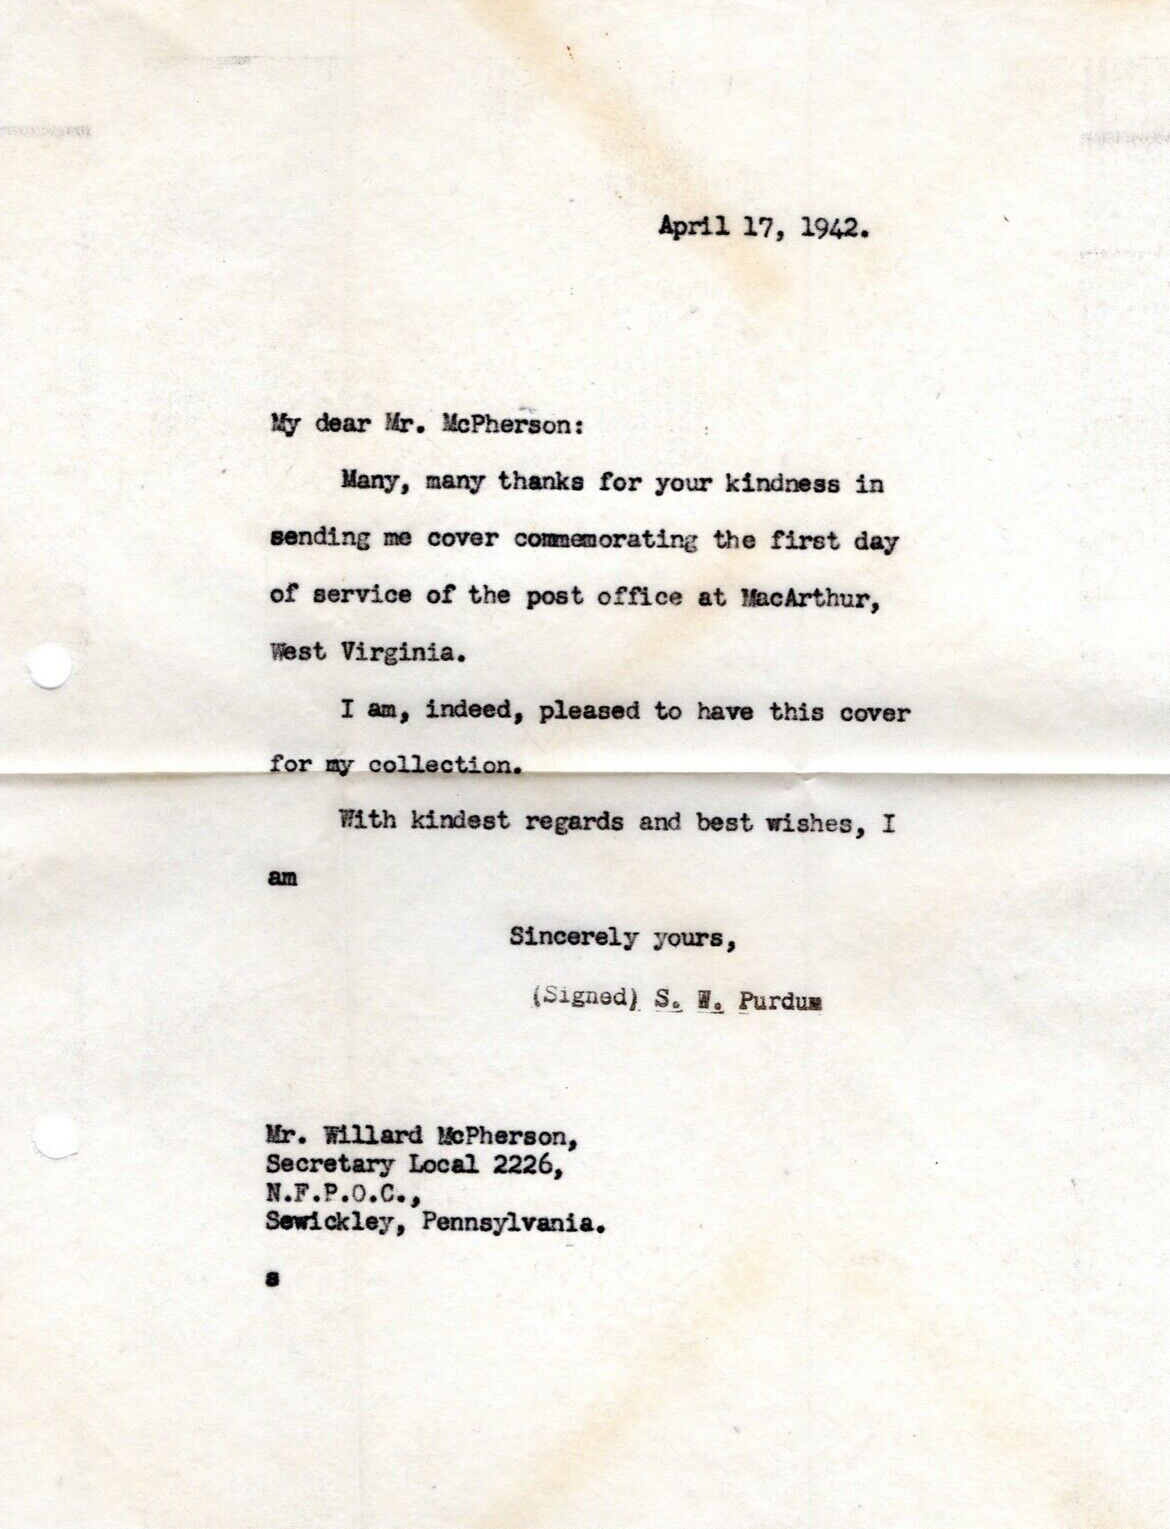 April 17, 1942.
My dear Mr. McPherson:
Many, many thanks for your kindness in
sending me cover commemorating the first day
of service of the post office at MacArthur,
West Virginia.
I am, indeed, pleased to have this cover
for my collection.
With kindest regards and best wishes, I
am
Sincerely yours,
(Signed) S. W. Purdum
Mr. Willard McPherson,
Secretary Local 2226,
N.F.P.O.C.,
Sewickley, Pennsylvania.
s